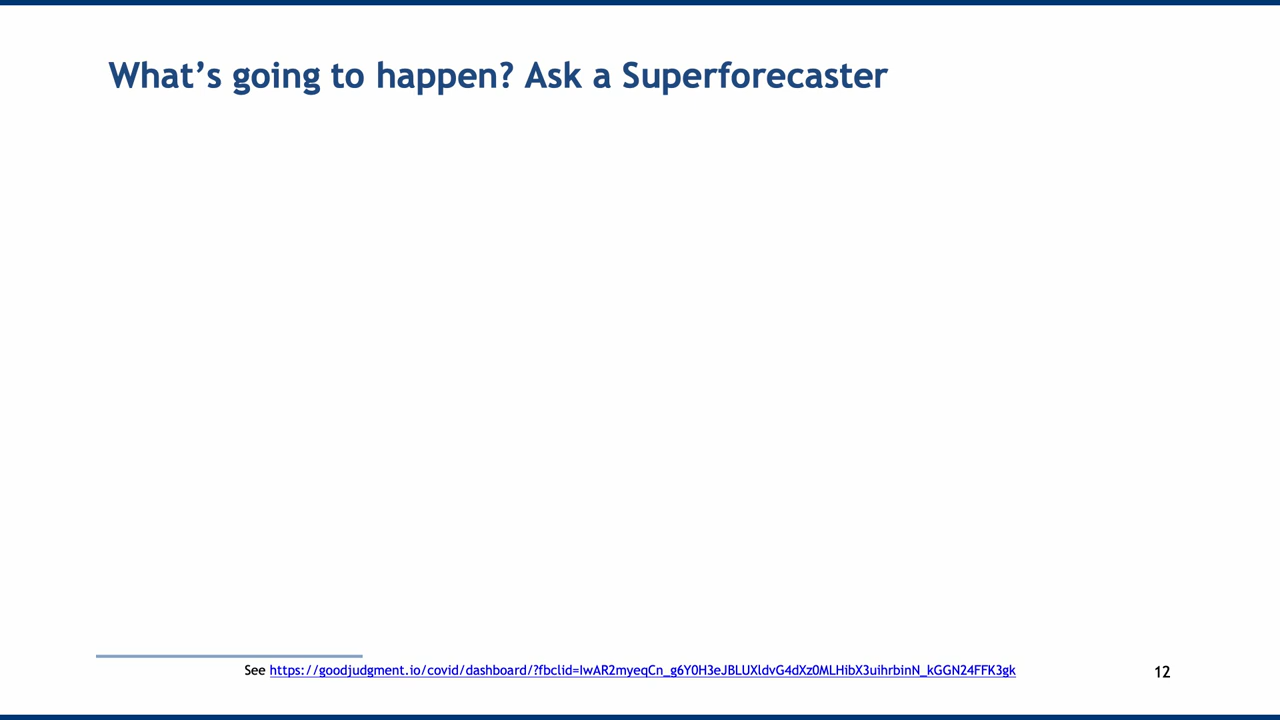 What’s going to happen? Ask a Superforecaster
See https://goodjudgment.io/covid/dashboard/?fbclid=IwAR2myeqCn_g6Y0H3eJBLUXldvG4dXz0MLHibX3uihrbinN_kGGN24FFK3gk
12